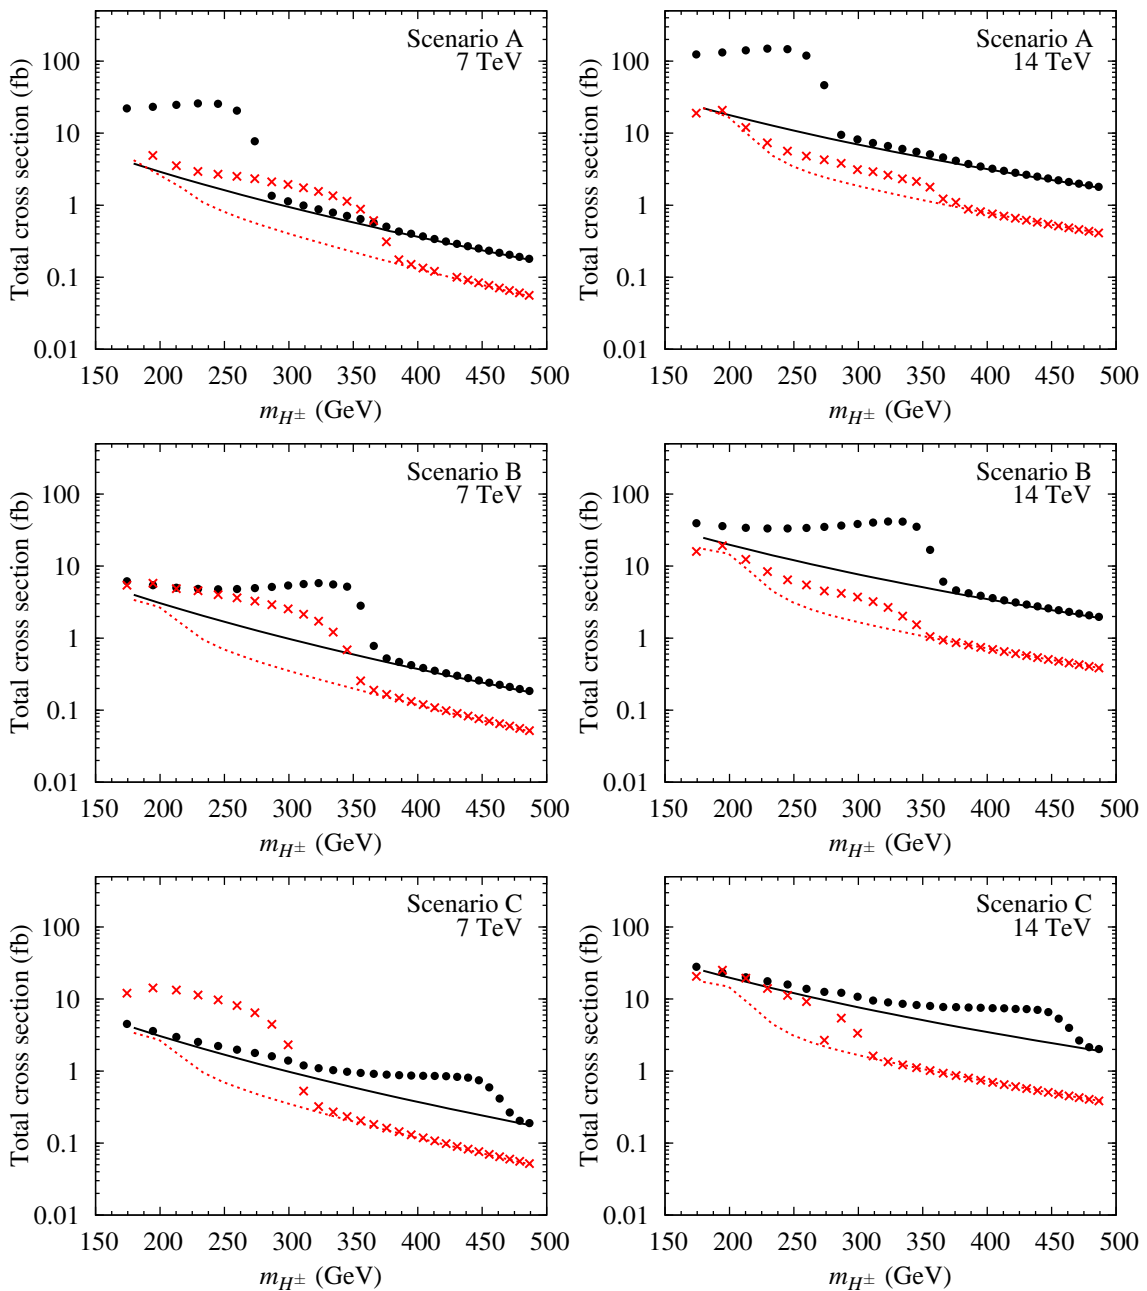 Scenario A
7 TeV
Total cross section (fb)
100
10
1
0.1
0.01
150 200 250 300 350 400 450 500
m_{H^±} (GeV)
Scenario A
14 TeV
Total cross section (fb)
100
10
1
0.1
0.01
150 200 250 300 350 400 450 500
m_{H^±} (GeV)
Scenario B
7 TeV
Total cross section (fb)
100
10
1
0.1
0.01
150 200 250 300 350 400 450 500
m_{H^±} (GeV)
Scenario B
14 TeV
Total cross section (fb)
100
10
1
0.1
0.01
150 200 250 300 350 400 450 500
m_{H^±} (GeV)
Scenario C
7 TeV
Total cross section (fb)
100
10
1
0.1
0.01
150 200 250 300 350 400 450 500
m_{H^±} (GeV)
Scenario C
14 TeV
Total cross section (fb)
100
10
1
0.1
0.01
150 200 250 300 350 400 450 500
m_{H^±} (GeV)